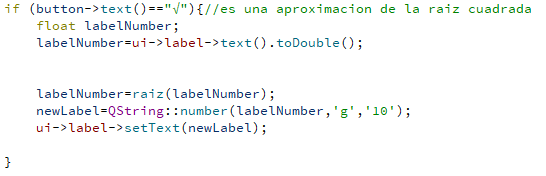 if (button->text()=="√"){//es una aproximacion de la raiz cuadrada
float labelNumber;
labelNumber=ui->label->text().toDouble();
labelNumber=raiz(labelNumber);
newLabel=QString::number(labelNumber,'g','10');
ui->label->setText(newLabel);
}